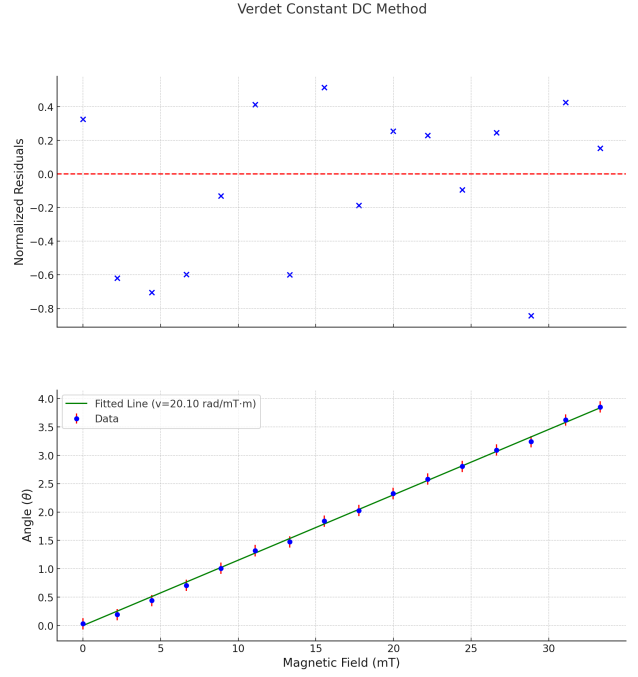 Verdet Constant DC Method
Normalized Residuals
0.4
0.2
0.0
−0.2
−0.4
−0.6
−0.8
Angle (θ)
4.0
3.5
3.0
2.5
2.0
1.5
1.0
0.5
0.0
Fitted Line (v=20.10 rad/mT·m)
Data
0 5 10 15 20 25 30
Magnetic Field (mT)